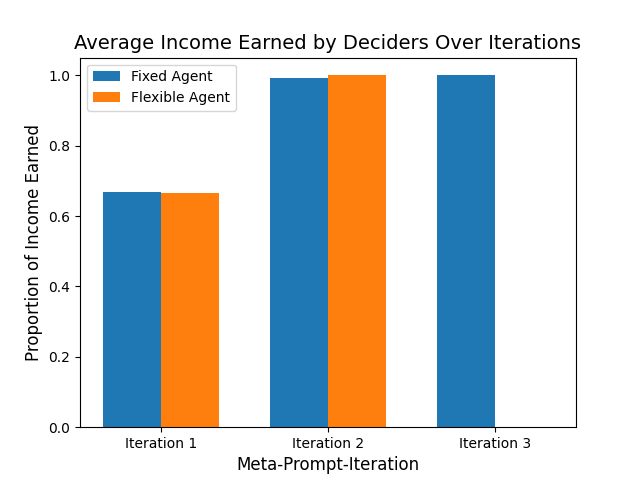 Average Income Earned by Deciders Over Iterations
Fixed Agent
Flexible Agent
Proportion of Income Earned
1.0
0.8
0.6
0.4
0.2
0.0
Iteration 1
Iteration 2
Iteration 3
Meta-Prompt-Iteration